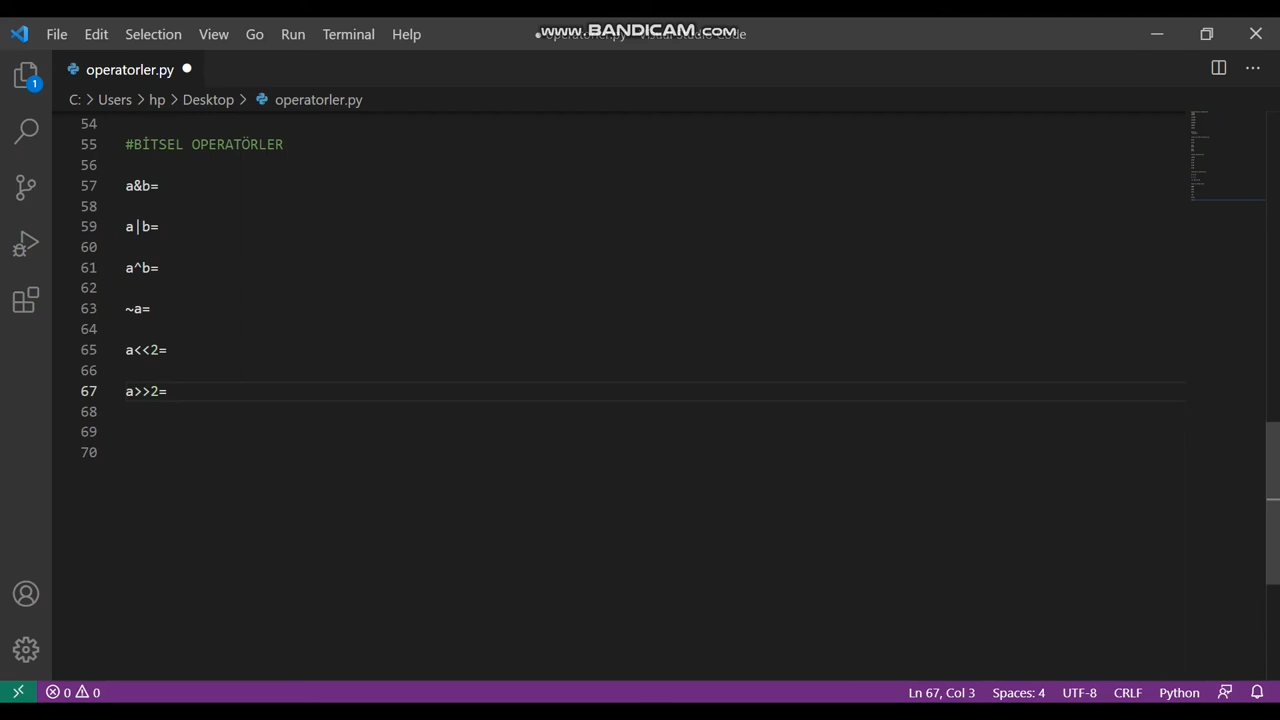 File Edit Selection View Go Run Terminal Help
www.BANDICAM.com
operatorler.py
1
C: Users hp Desktop operatorler.py
54
55 #BİTSEL OPERATÖRLER
56
57 a&b=
58
59 a|b=
60
61 a^b=
62
63 ~a=
64
65 a<<2=
66
67 a>>2=
68
69
70
0 0 Ln 67, Col 3 Spaces: 4 UTF-8 CRLF Python